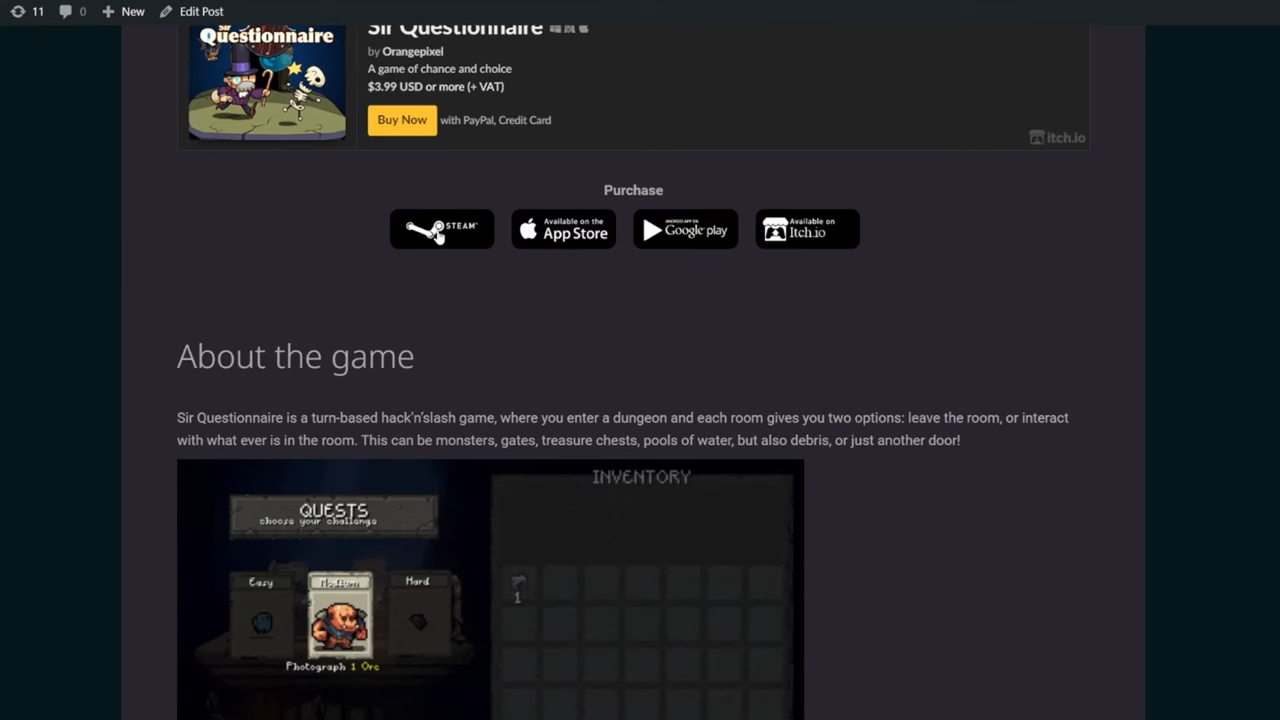 11 0 New Edit Post
Sir
Questionnaire
Sir Questionnaire
by Orangepixel
A game of chance and choice
$3.99 USD or more (+ VAT)
Buy Now with PayPal, Credit Card
itch.io
Purchase
STEAM
Available on the
App Store
ANDROID APP ON
Google play
Available on
Itch.io
About the game
Sir Questionnaire is a turn-based hack'n'slash game, where you enter a dungeon and each room gives you two options: leave the room, or interact
with what ever is in the room. This can be monsters, gates, treasure chests, pools of water, but also debris, or just another door!
INVENTORY
QUESTS
choose your challenge
Easy Medium Hard
1
Photograph 1 Orc